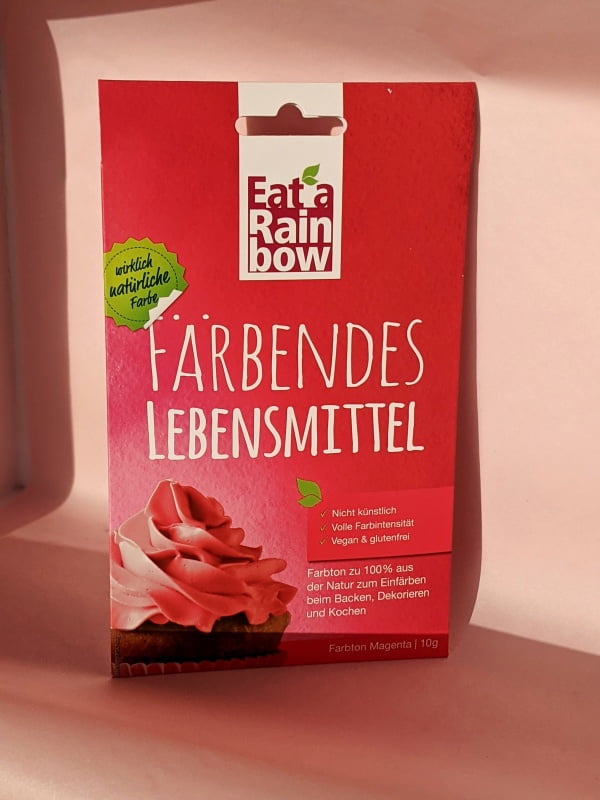 Eat a
Rain
bow
wirklich
natürliche
Farbe
FÄRBENDES
LEBENSMITTEL
✓ Nicht künstlich
✓ Volle Farbintensität
✓ Vegan & glutenfrei
Farbton zu 100% aus
der Natur zum Einfärben
beim Backen, Dekorieren
und Kochen
Farbton Magenta | 10g